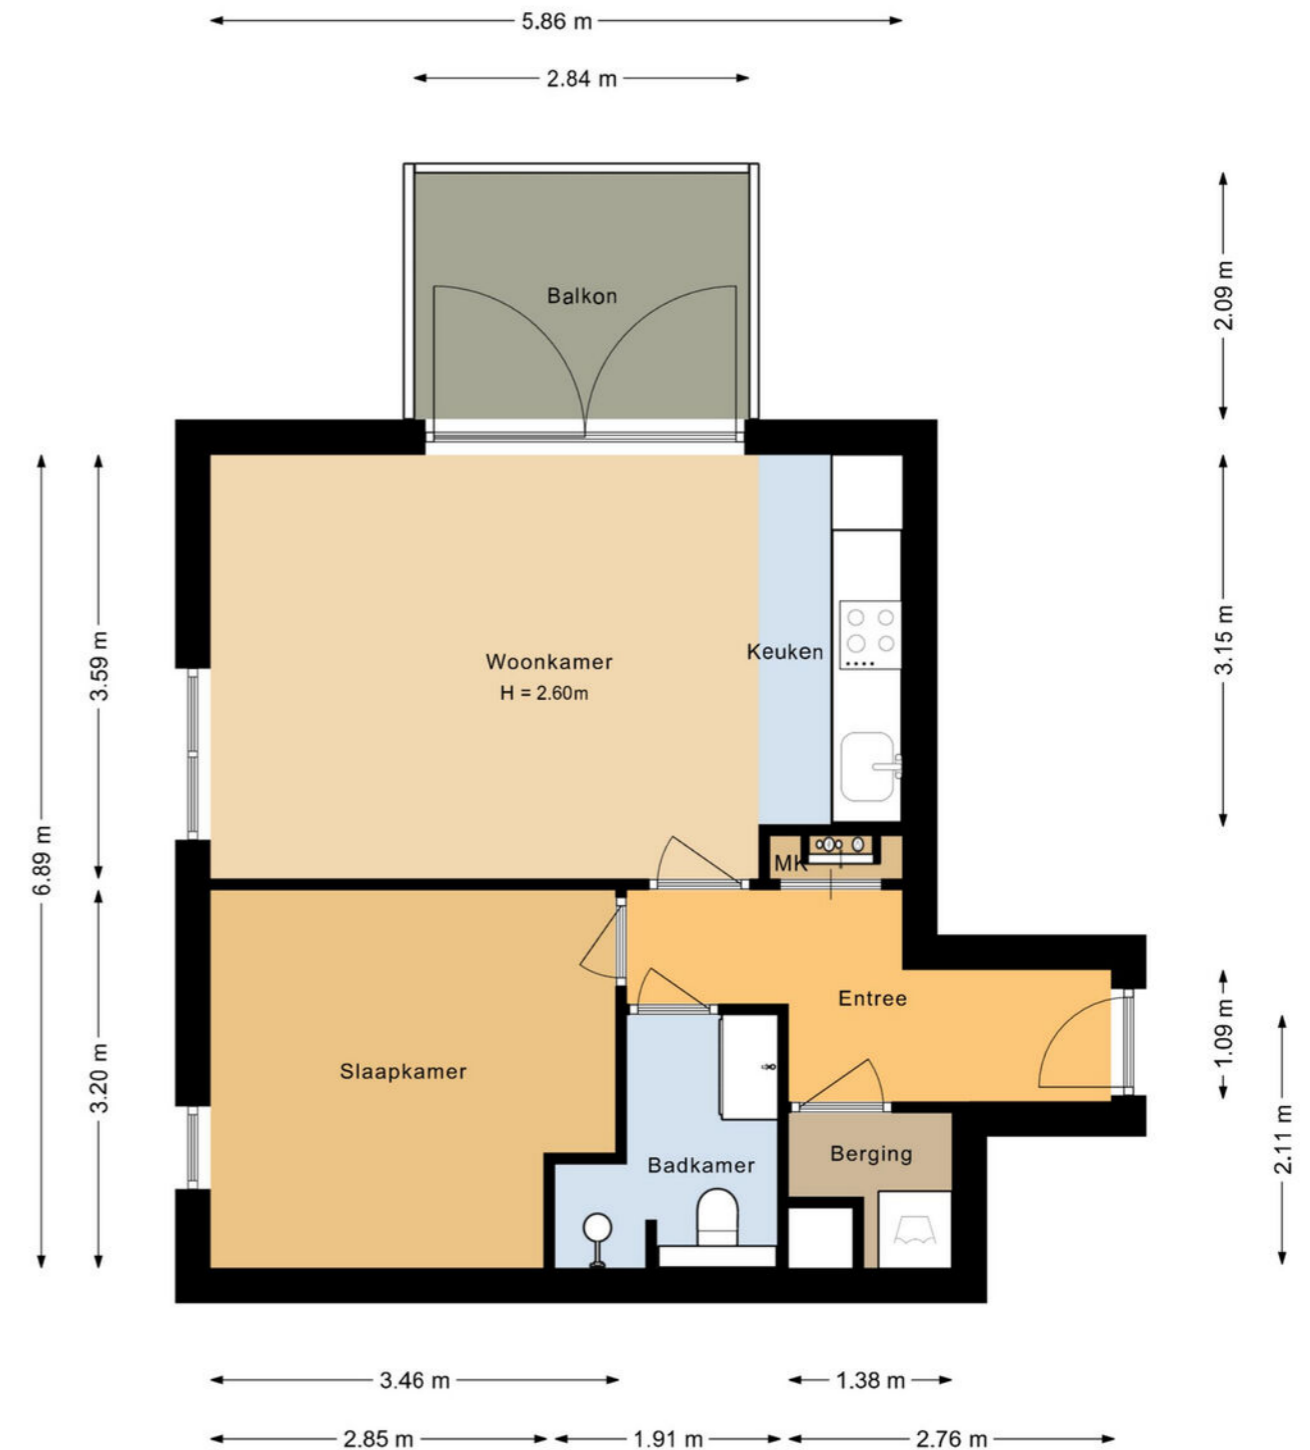 5.86 m
2.84 m
Balkon
2.09 m
Woonkamer
H = 2.60m
Keuken
3.59 m
3.15 m
6.89 m
MK
Entree
1.09 m
Slaapkamer
3.20 m
Badkamer
Berging
2.11 m
3.46 m
1.38 m
2.85 m
1.91 m
2.76 m